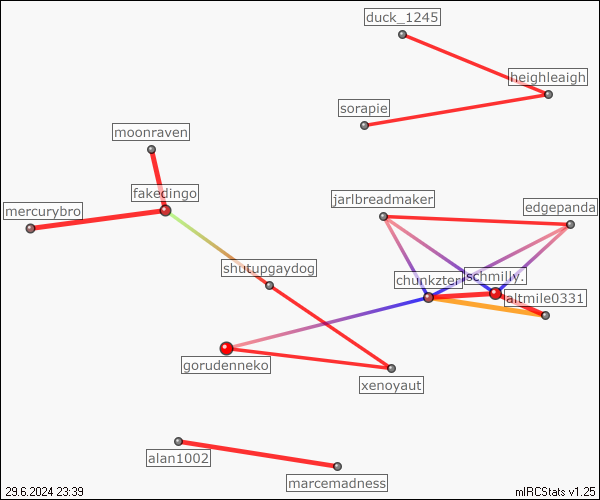 duck_1245
heighleaigh
sorapie
moonraven
fakedingo
mercurybro
jarlbreadmaker
edgepanda
shutupgaydog
chunkzter
schmilly.
altmile0331
gorudenneko
xenoyaut
alan1002
marcemadness
29.6.2024 23:39
mIRCStats v1.25